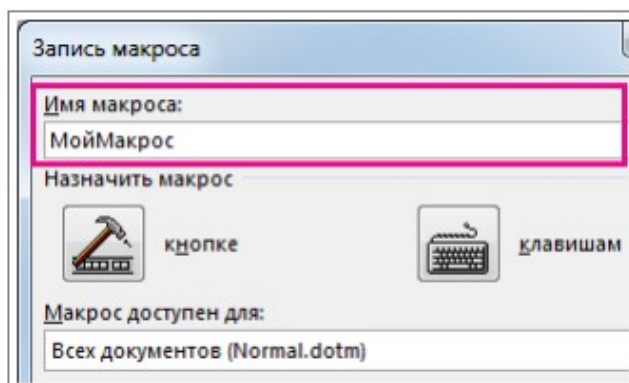 Запись макроса
Имя макроса:
МойМакрос
Назначить макрос
кнопке
клавишам
Макрос доступен для:
Всех документов (Normal.dotm)